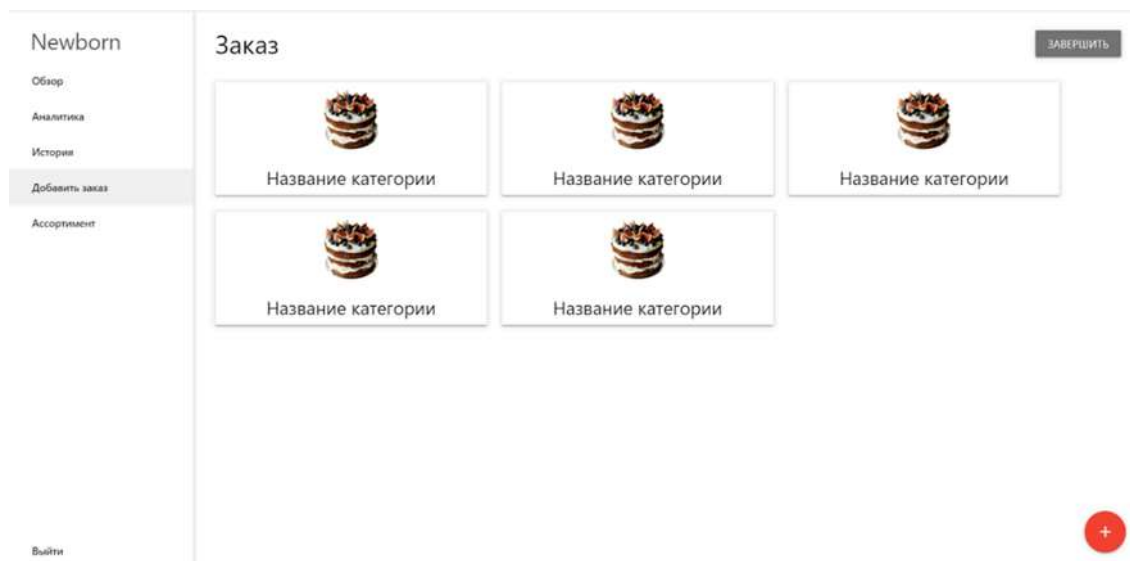 Newborn
Обзор
Аналитика
История
Добавить заказ
Ассортимент
Выйти
Заказ
ЗАВЕРШИТЬ
Название категории
Название категории
Название категории
Название категории
Название категории
+